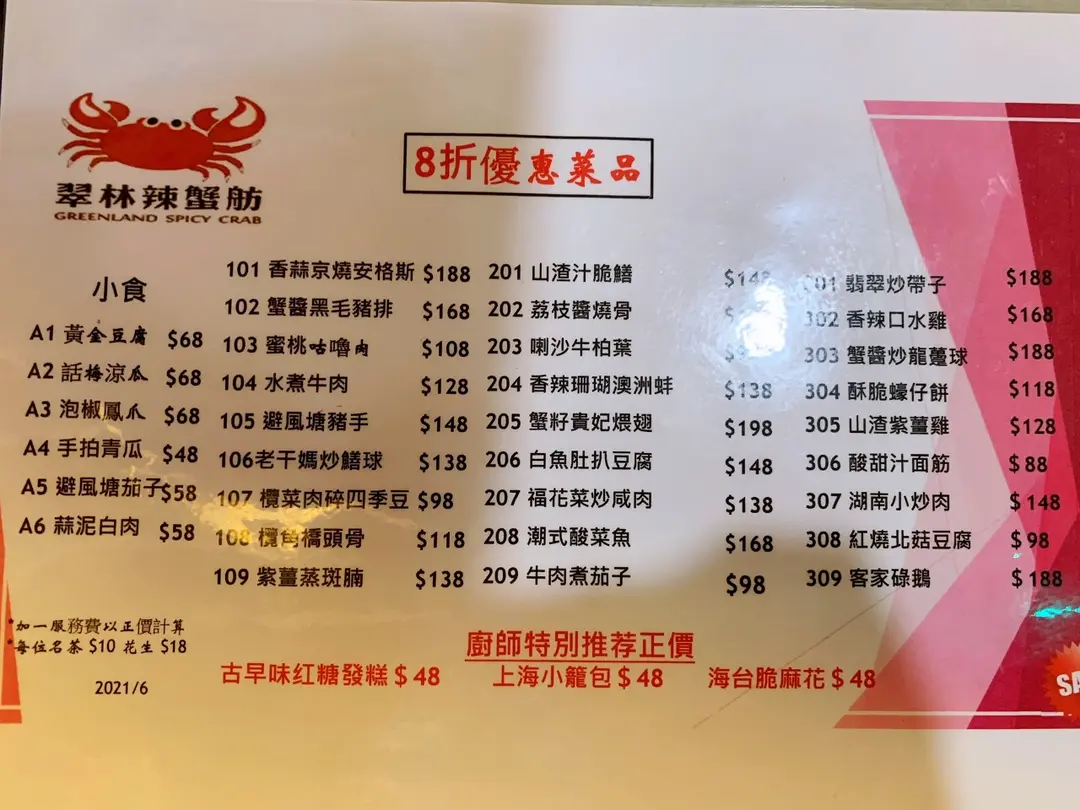 翠林辣蟹舫
GREENLAND SPICY CRAB
8折優惠菜品
小食
A1 黃金豆腐 $68
A2 話梅涼瓜 $68
A3 泡椒鳳爪 $68
A4 手拍青瓜 $48
A5 避風塘茄子 $58
A6 蒜泥白肉 $58
101 香蒜京燒安格斯 $188
102 蟹醬黑毛豬排 $168
103 蜜桃咕嚕肉 $108
104 水煮牛肉 $128
105 避風塘豬手 $148
106老干媽炒鱔球 $138
107 欖菜肉碎四季豆 $98
108 欖角橋頭骨 $118
109 紫薑蒸斑腩 $138
201 山渣汁脆鱔 $148
202 荔枝醬燒骨
203 喇沙牛柏葉
204 香辣珊瑚澳洲蚌 $138
205 蟹籽貴妃煨翅 $198
206 白魚肚扒豆腐 $148
207 福花菜炒咸肉 $138
208 潮式酸菜魚 $168
209 牛肉煮茄子 $98
翡翠炒帶子 $188
302 香辣口水雞 $168
303 蟹醬炒龍躉球 $188
304 酥脆蠔仔餅 $118
305 山渣紫薑雞 $128
306 酸甜汁面筋 $88
307 湖南小炒肉 $148
308 紅燒北菇豆腐 $98
309 客家碌鵝 $188
*加一服務費以正價計算
*每位名茶 $10 花生 $18
2021/6
廚師特別推荐正價
古早味红糖發糕 $48
上海小籠包 $48
海台脆麻花 $48
SA